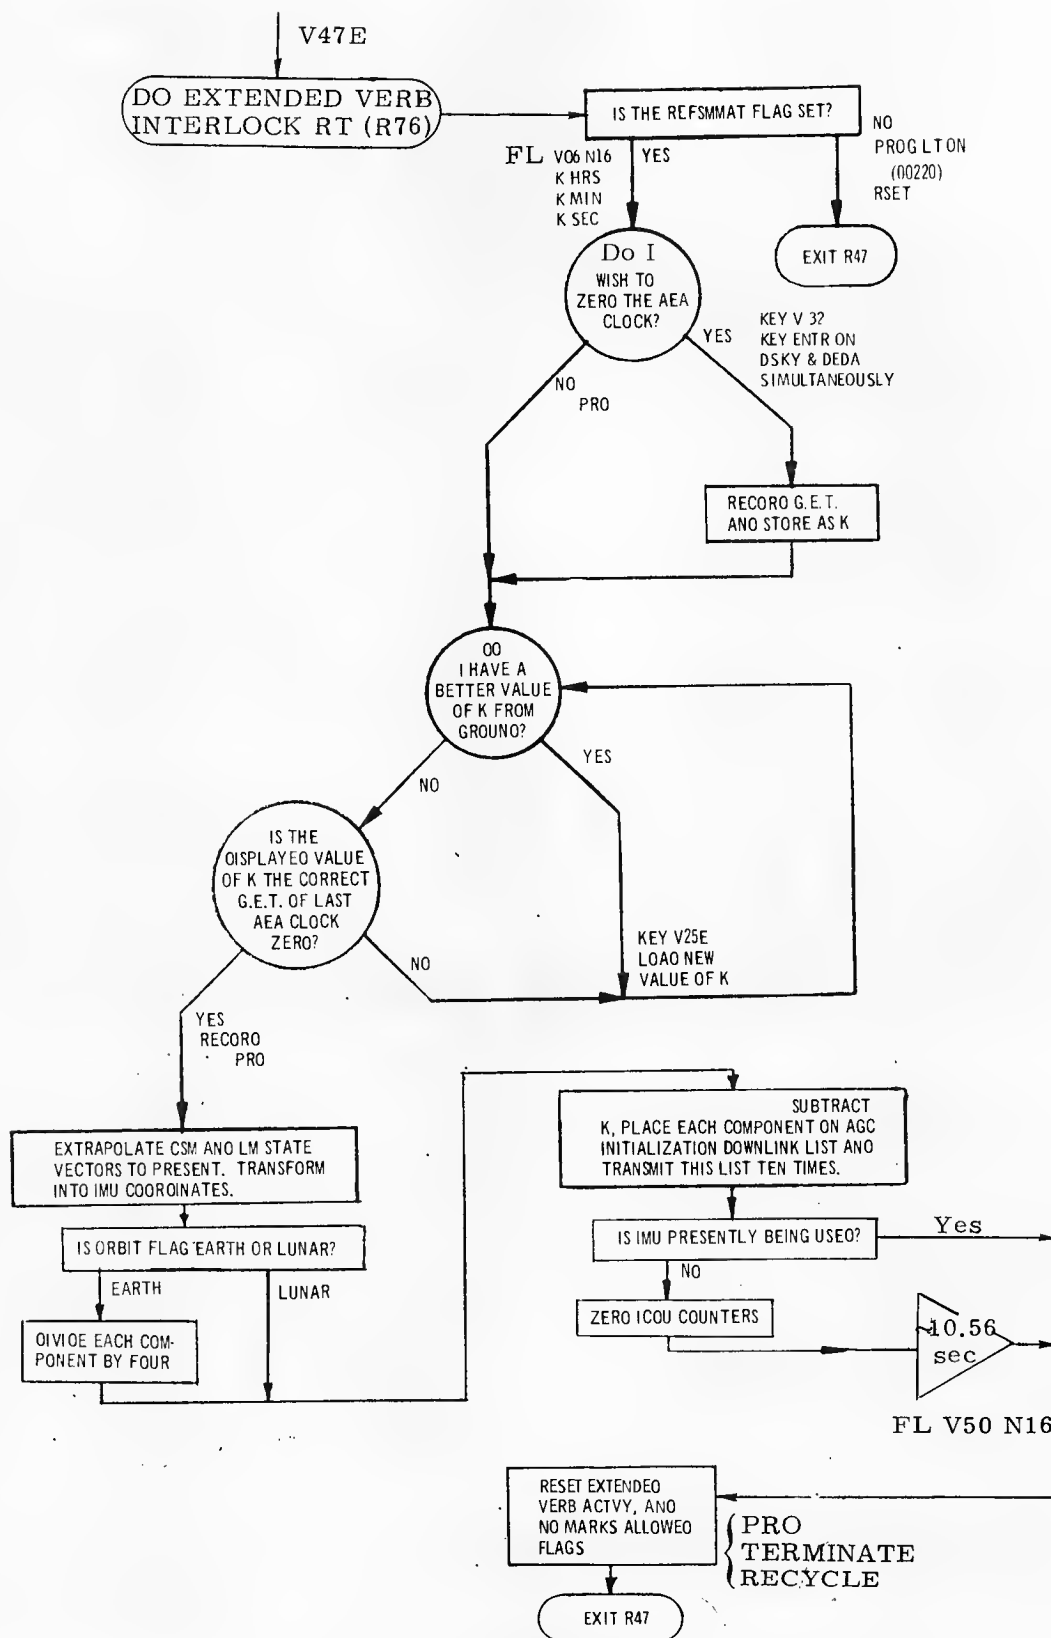 V47E
DO EXTENDED VERB
INTERLOCK RT (R76)
IS THE REFSMMAT FLAG SET?
NO
PROG LT ON
(00220)
RSET
FL V06 N16
K HRS
K MIN
K SEC
YES
EXIT R47
Do I
WISH TO
ZERO THE AEA
CLOCK?
YES
KEY V 32
KEY ENTR ON
DSKY & DEDA
SIMULTANEOUSLY
NO
PRO
RECORO G.E.T.
ANO STORE AS K
OO
I HAVE A
BETTER VALUE
OF K FROM
GROUNO?
NO
YES
IS THE
OISPLAYEO VALUE
OF K THE CORRECT
G.E.T. OF LAST
AEA CLOCK
ZERO?
NO
KEY V25E
LOAO NEW
VALUE OF K
YES
RECORO
PRO
EXTRAPOLATE CSM ANO LM STATE
VECTORS TO PRESENT. TRANSFORM
INTO IMU COOROINATES.
IS ORBIT FLAG EARTH OR LUNAR?
EARTH
LUNAR
OIVIOE EACH COM-
PONENT BY FOUR
SUBTRACT
K, PLACE EACH COMPONENT ON AGC
INITIALIZATION DOWNLINK LIST ANO
TRANSMIT THIS LIST TEN TIMES.
IS IMU PRESENTLY BEING USEO?
Yes
NO
ZERO ICOU COUNTERS
~10.56
sec
FL V50 N16
RESET EXTENDEO
VERB ACTVY, ANO
NO MARKS ALLOWEO
FLAGS
PRO
TERMINATE
RECYCLE
EXIT R47